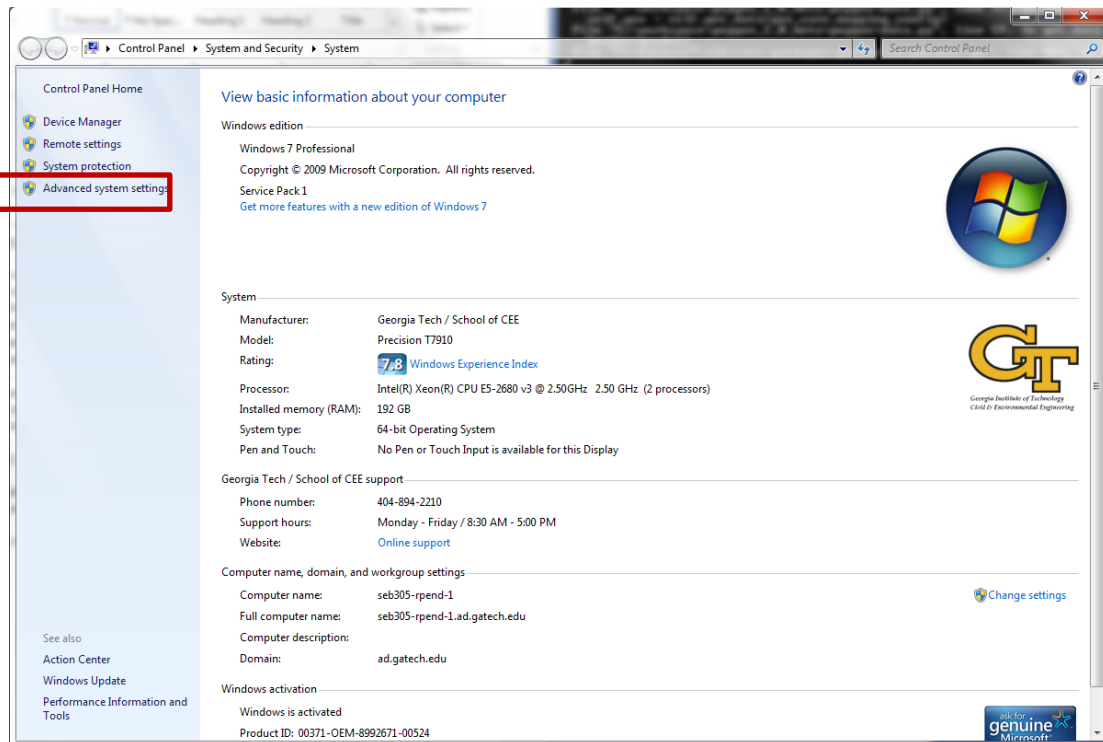 Control Panel ▸ System and Security ▸ System
Search Control Panel
Control Panel Home
Device Manager
Remote settings
System protection
Advanced system settings
View basic information about your computer
Windows edition
Windows 7 Professional
Copyright © 2009 Microsoft Corporation. All rights reserved.
Service Pack 1
Get more features with a new edition of Windows 7
System
Manufacturer: Georgia Tech / School of CEE
Model: Precision T7910
Rating: 7.8 Windows Experience Index
Processor: Intel(R) Xeon(R) CPU E5-2680 v3 @ 2.50GHz 2.50 GHz (2 processors)
Installed memory (RAM): 192 GB
System type: 64-bit Operating System
Pen and Touch: No Pen or Touch Input is available for this Display
GT
Georgia Institute of Technology
Civil & Environmental Engineering
Georgia Tech / School of CEE support
Phone number: 404-894-2210
Support hours: Monday - Friday / 8:30 AM - 5:00 PM
Website: Online support
Computer name, domain, and workgroup settings
Computer name: seb305-rpend-1
Change settings
Full computer name: seb305-rpend-1.ad.gatech.edu
Computer description:
Domain: ad.gatech.edu
See also
Action Center
Windows Update
Performance Information and
Tools
Windows activation
Windows is activated
Product ID: 00371-OEM-8992671-00524
ask for
genuine
Microsoft